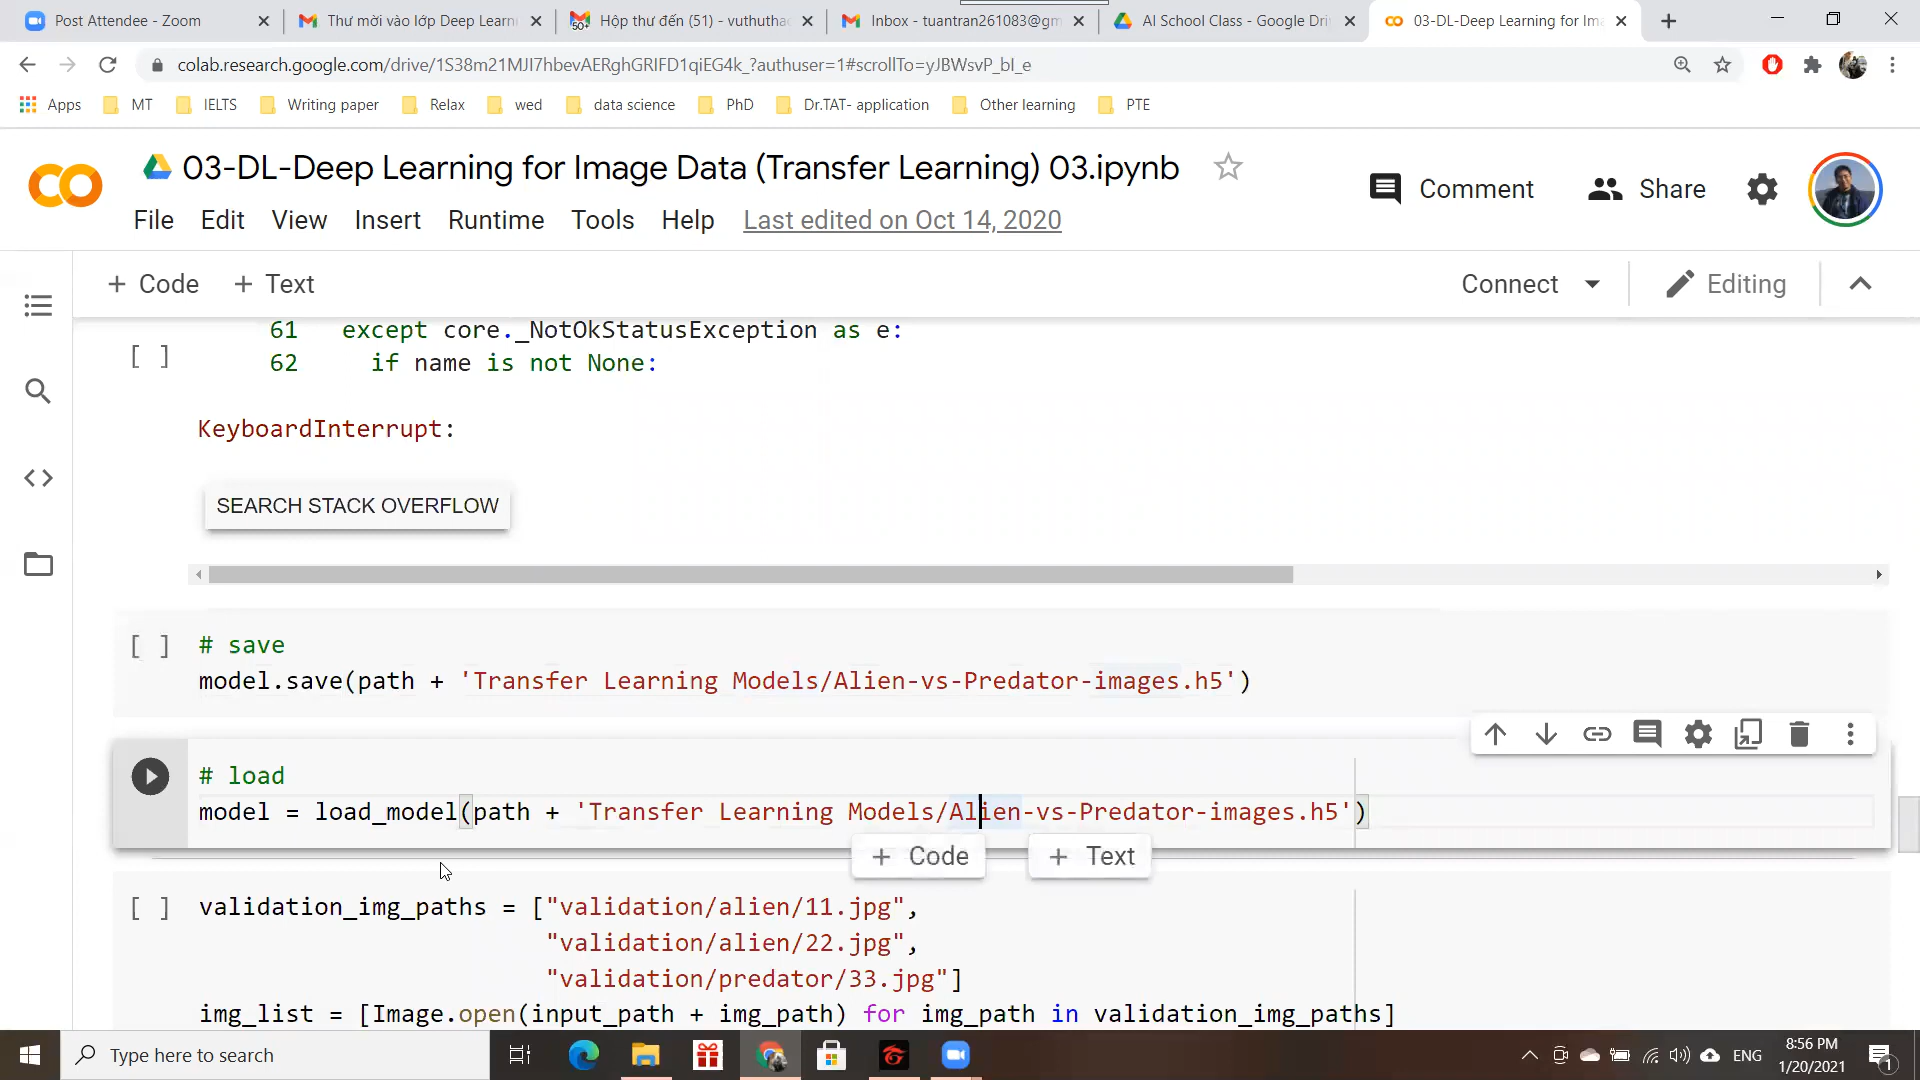 Post Attendee - Zoom
Thư mời vào lớp Deep Learn
Hộp thư đến (51) - vuthutha
Inbox - tuantran261083@gm
AI School Class - Google Dri
03-DL-Deep Learning for Im
colab.research.google.com/drive/1S38m21MJI7hbevAERghGRIFD1qiEG4k_?authuser=1#scrollTo=yJBWsvP_bI_e
Apps
MT
IELTS
Writing paper
Relax
wed
data science
PhD
Dr.TAT- application
Other learning
PTE
03-DL-Deep Learning for Image Data (Transfer Learning) 03.ipynb
Comment
Share
File Edit View Insert Runtime Tools Help Last edited on Oct 14, 2020
+ Code + Text
Connect
Editing
61 except core._NotOkStatusException as e:
[ ]
62 if name is not None:
KeyboardInterrupt:
SEARCH STACK OVERFLOW
[ ] # save
model.save(path + 'Transfer Learning Models/Alien-vs-Predator-images.h5')
# load
model = load_model(path + 'Transfer Learning Models/Alien-vs-Predator-images.h5')
+ Code + Text
[ ] validation_img_paths = ["validation/alien/11.jpg",
"validation/alien/22.jpg",
"validation/predator/33.jpg"]
img_list = [Image.open(input_path + img_path) for img_path in validation_img_paths]
Type here to search
ENG
8:56 PM
1/20/2021
1